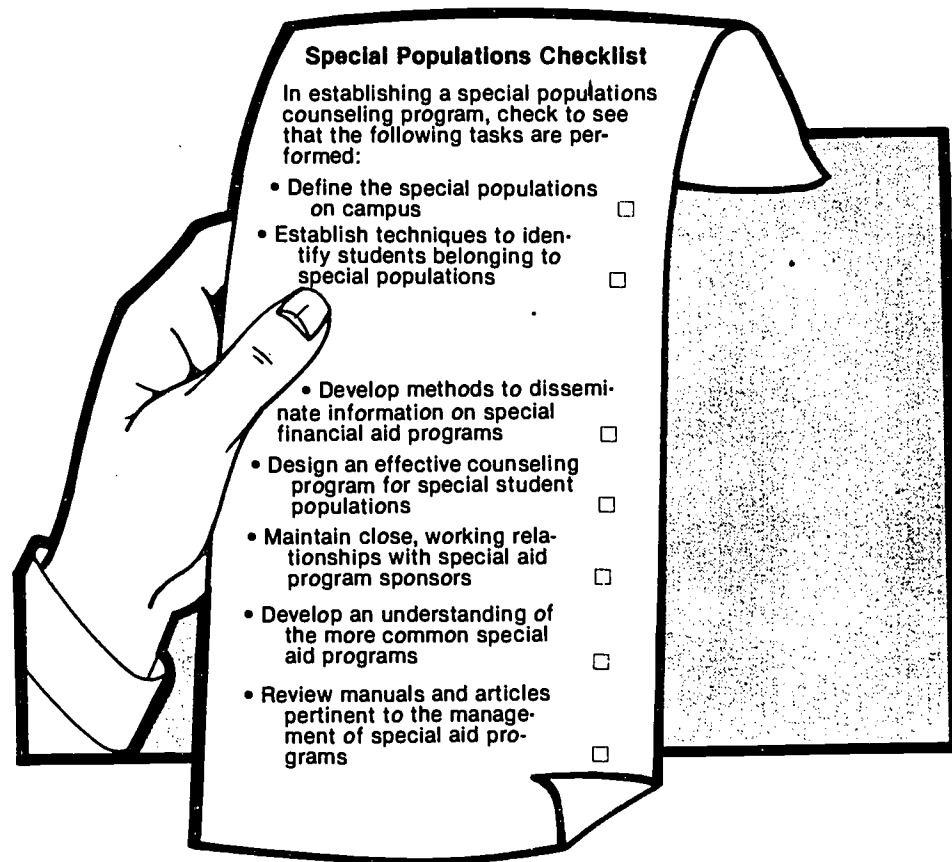 Special Populations Checklist
In establishing a special populations
counseling program, check to see
that the following tasks are per-
formed:
• Define the special populations
on campus □
• Establish techniques to iden-
tify students belonging to
special populations □
• Develop methods to dissemi-
nate information on special
financial aid programs □
• Design an effective counseling
program for special student
populations □
• Maintain close, working rela-
tionships with special aid
program sponsors □
• Develop an understanding of
the more common special
aid programs □
• Review manuals and articles
pertinent to the manage-
ment of special aid pro-
grams □